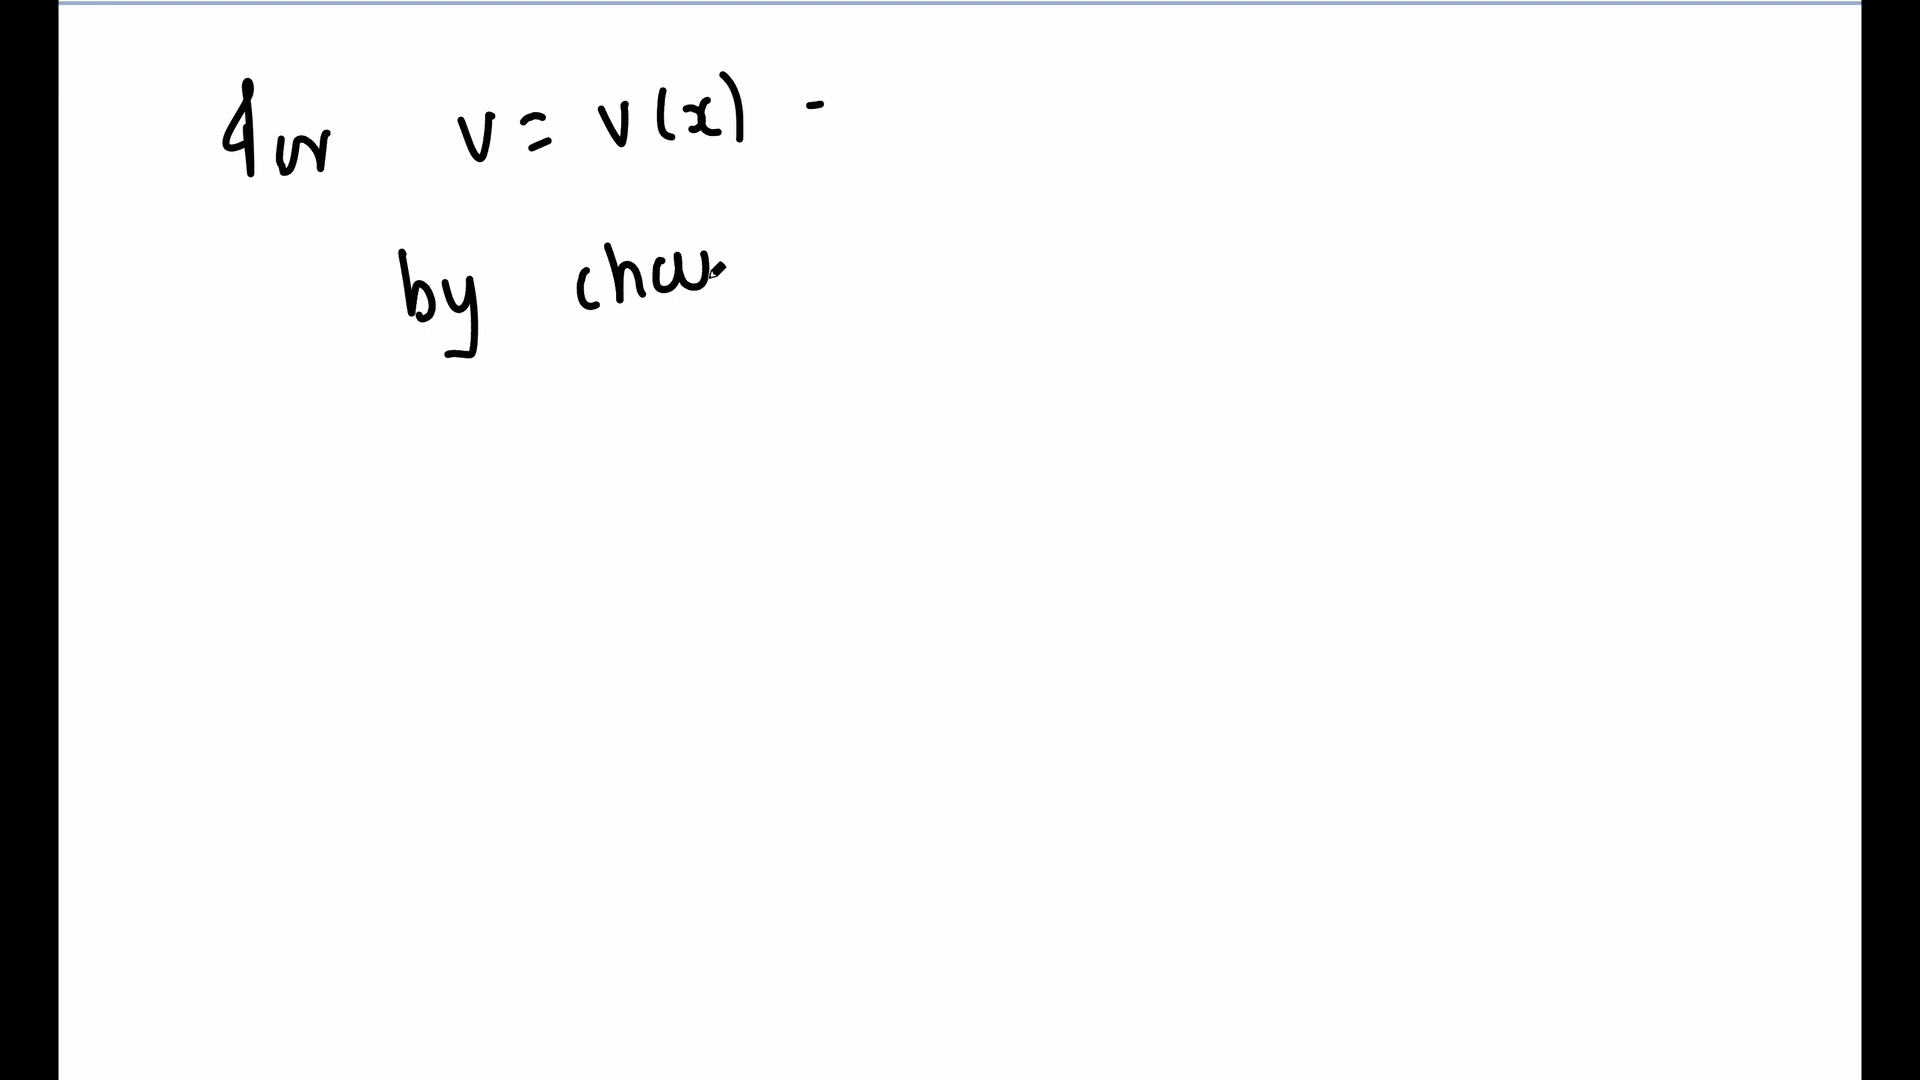 for v = v(x) -
by cha